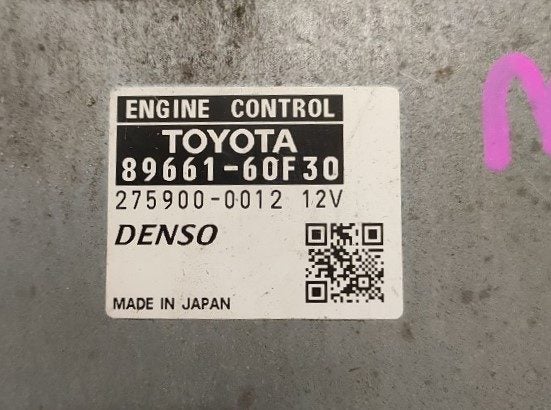 ENGINE CONTROL
TOYOTA
89661-60F30
275900-0012 12V
DENSO
MADE IN JAPAN